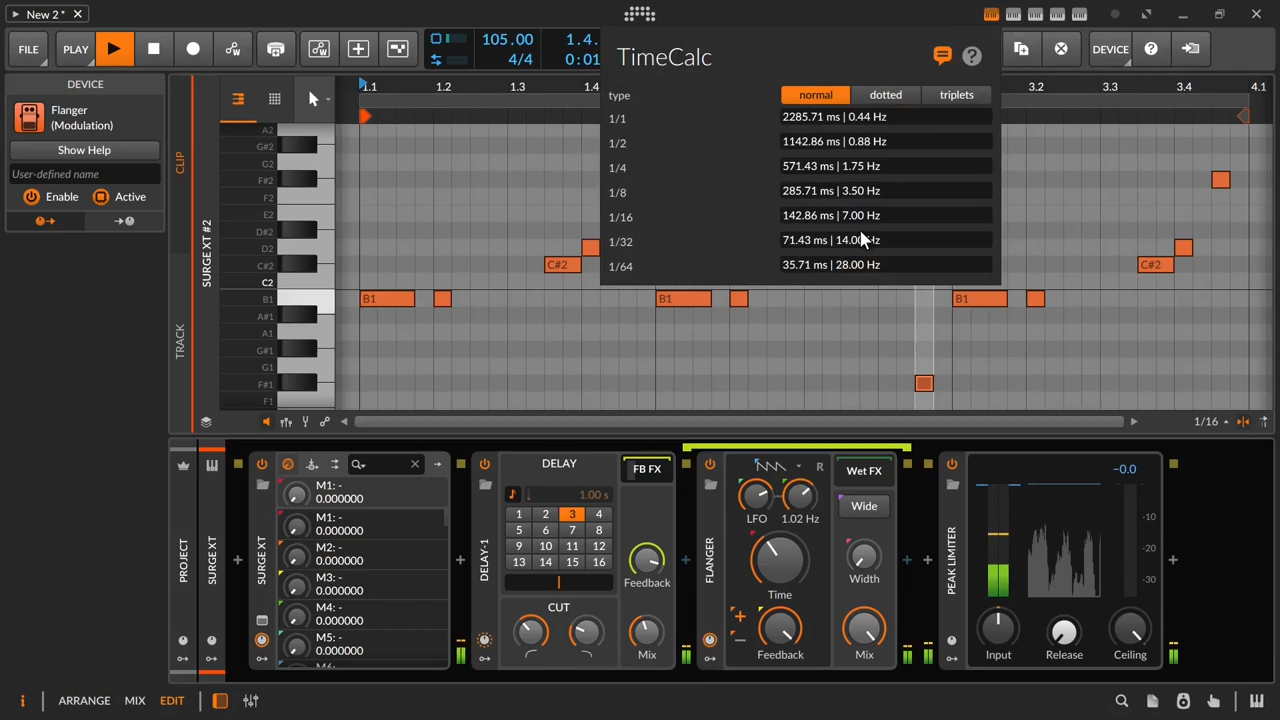 New 2*
FILE
PLAY
105.00
4/4
1.4.
0:01
DEVICE
TimeCalc
type
normal
dotted
triplets
1/1
2285.71 ms | 0.44 Hz
1/2
1142.86 ms | 0.88 Hz
1/4
571.43 ms | 1.75 Hz
1/8
285.71 ms | 3.50 Hz
1/16
142.86 ms | 7.00 Hz
1/32
71.43 ms | 14.00 Hz
1/64
35.71 ms | 28.00 Hz
DEVICE
Flanger
(Modulation)
Show Help
User-defined name
Enable
Active
CLIP
TRACK
SURGE XT #2
1.1
1.2
1.3
1.4
3.2
3.3
3.4
4.1
A2
G#2
G2
F#2
F2
E2
D#2
D2
C#2
C2
B1
A#1
A1
G#1
G1
F#1
F1
C#2
C#2
B1
B1
B1
1/16
PROJECT
SURGE XT
SURGE XT
M1: -
0.000000
M1: -
0.000000
M2: -
0.000000
M3: -
0.000000
M4: -
0.000000
M5: -
0.000000
DELAY-1
DELAY
1.00 s
1 2 3 4
5 6 7 8
9 10 11 12
13 14 15 16
CUT
FB FX
Feedback
Mix
FLANGER
R
LFO
1.02 Hz
Time
Feedback
Wet FX
Wide
Width
Mix
PEAK LIMITER
-0.0
-10
-20
-30
Input
Release
Ceiling
i
ARRANGE
MIX
EDIT